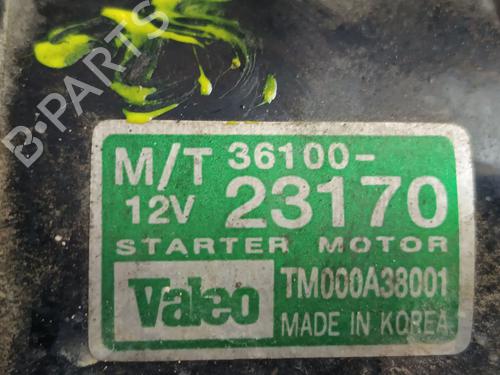 B-PARTS
M/T 36100-
12V 23170
STARTER MOTOR
Valeo TM000A38001
MADE IN KOREA